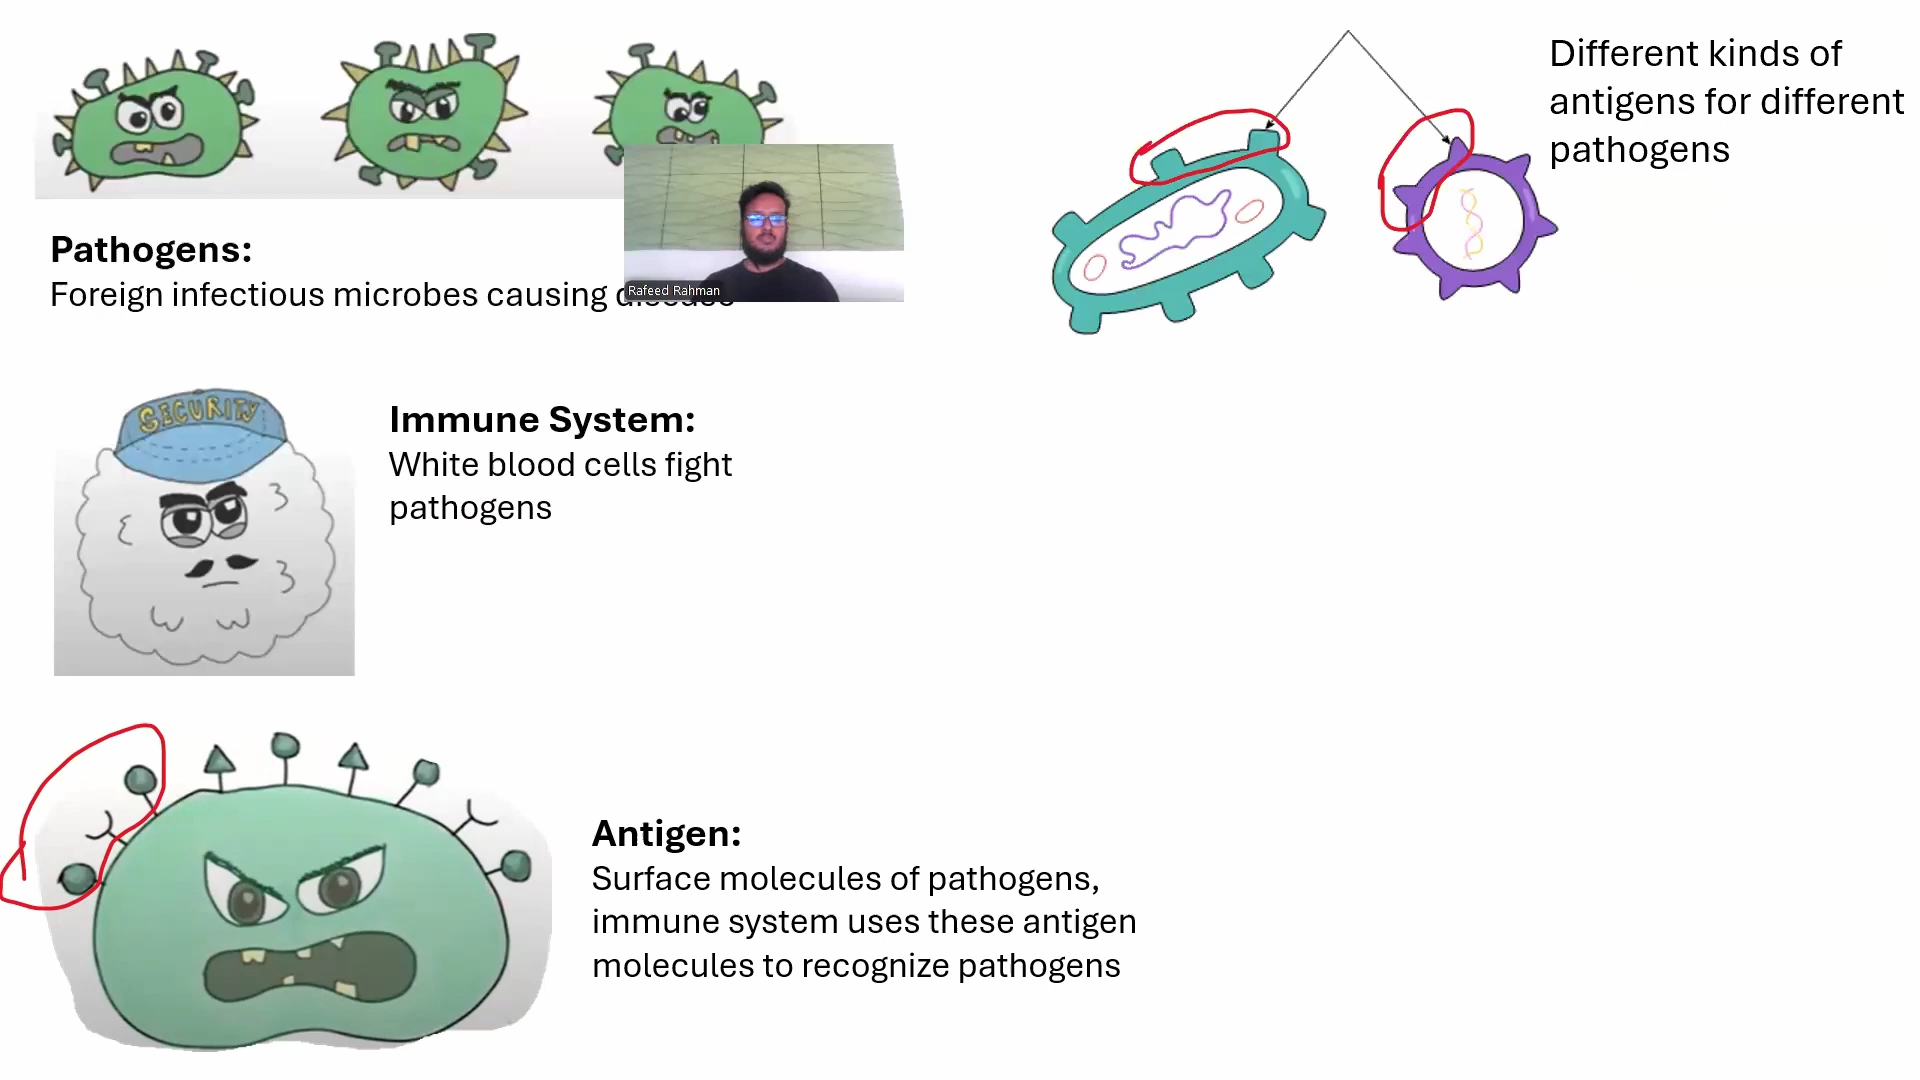 Different kinds of
antigens for different
pathogens
Pathogens:
Foreign infectious microbes causing disease
Rafeed Rahman
SECURITY
Immune System:
White blood cells fight
pathogens
Antigen:
Surface molecules of pathogens,
immune system uses these antigen
molecules to recognize pathogens